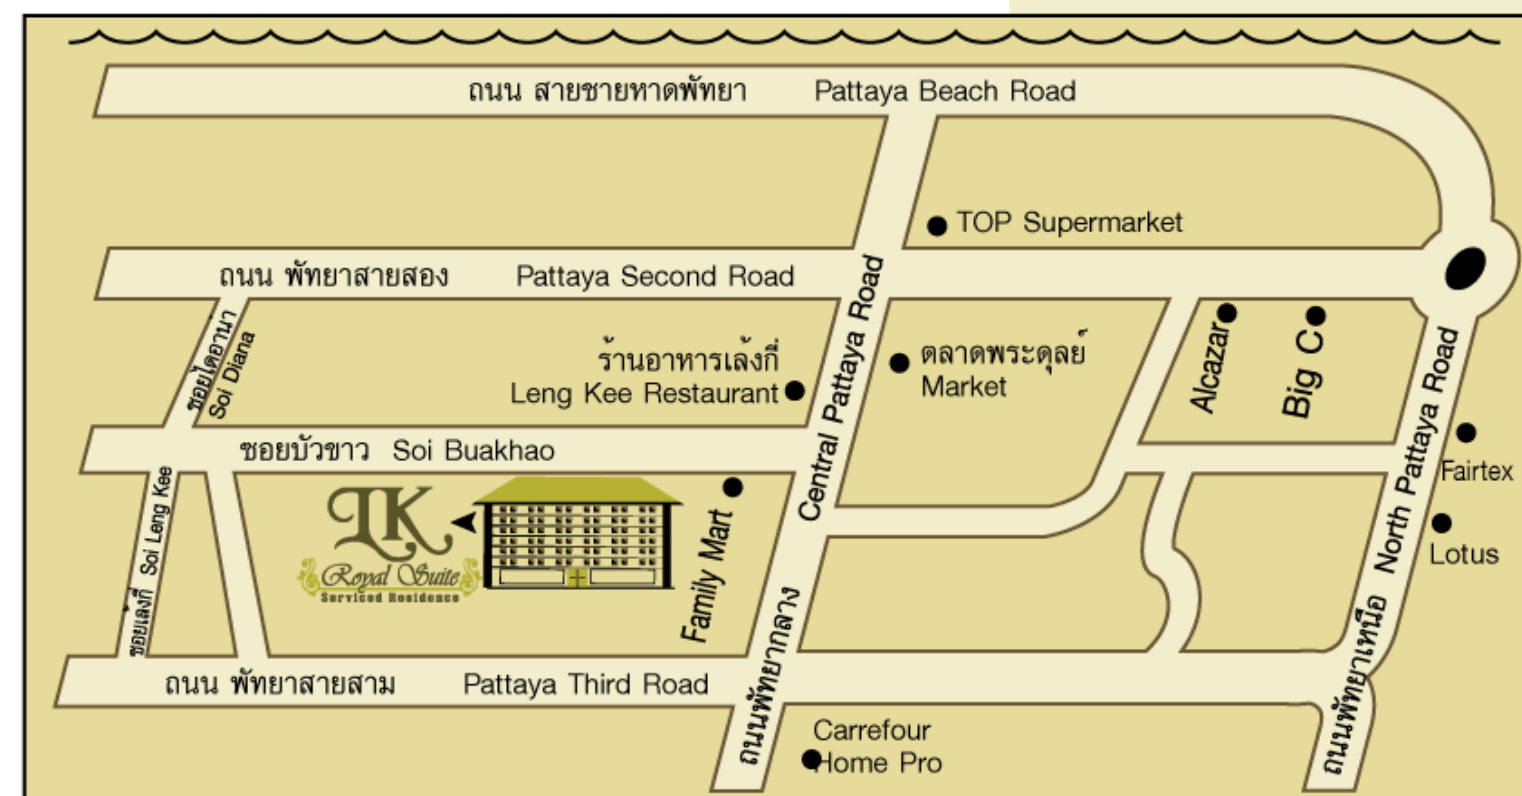 ถนน สายชายหาดพัทยา Pattaya Beach Road
TOP Supermarket
ถนน พัทยาสายสอง Pattaya Second Road
ซอยไดอาน่า
Soi Diana
ร้านอาหารเล้งกี่
Leng Kee Restaurant
ตลาดพระดุลย์
Market
Alcazar
Big C
Fairtex
Lotus
ซอยบัวขาว Soi Buakhao
ซอยเล้งกี่ Soi Leng Kee
LK
Royal Suite
Serviced Residence
Family Mart
ถนนพัทยากลาง Central Pattaya Road
ถนนพัทยาเหนือ North Pattaya Road
ถนน พัทยาสายสาม Pattaya Third Road
Carrefour
Home Pro